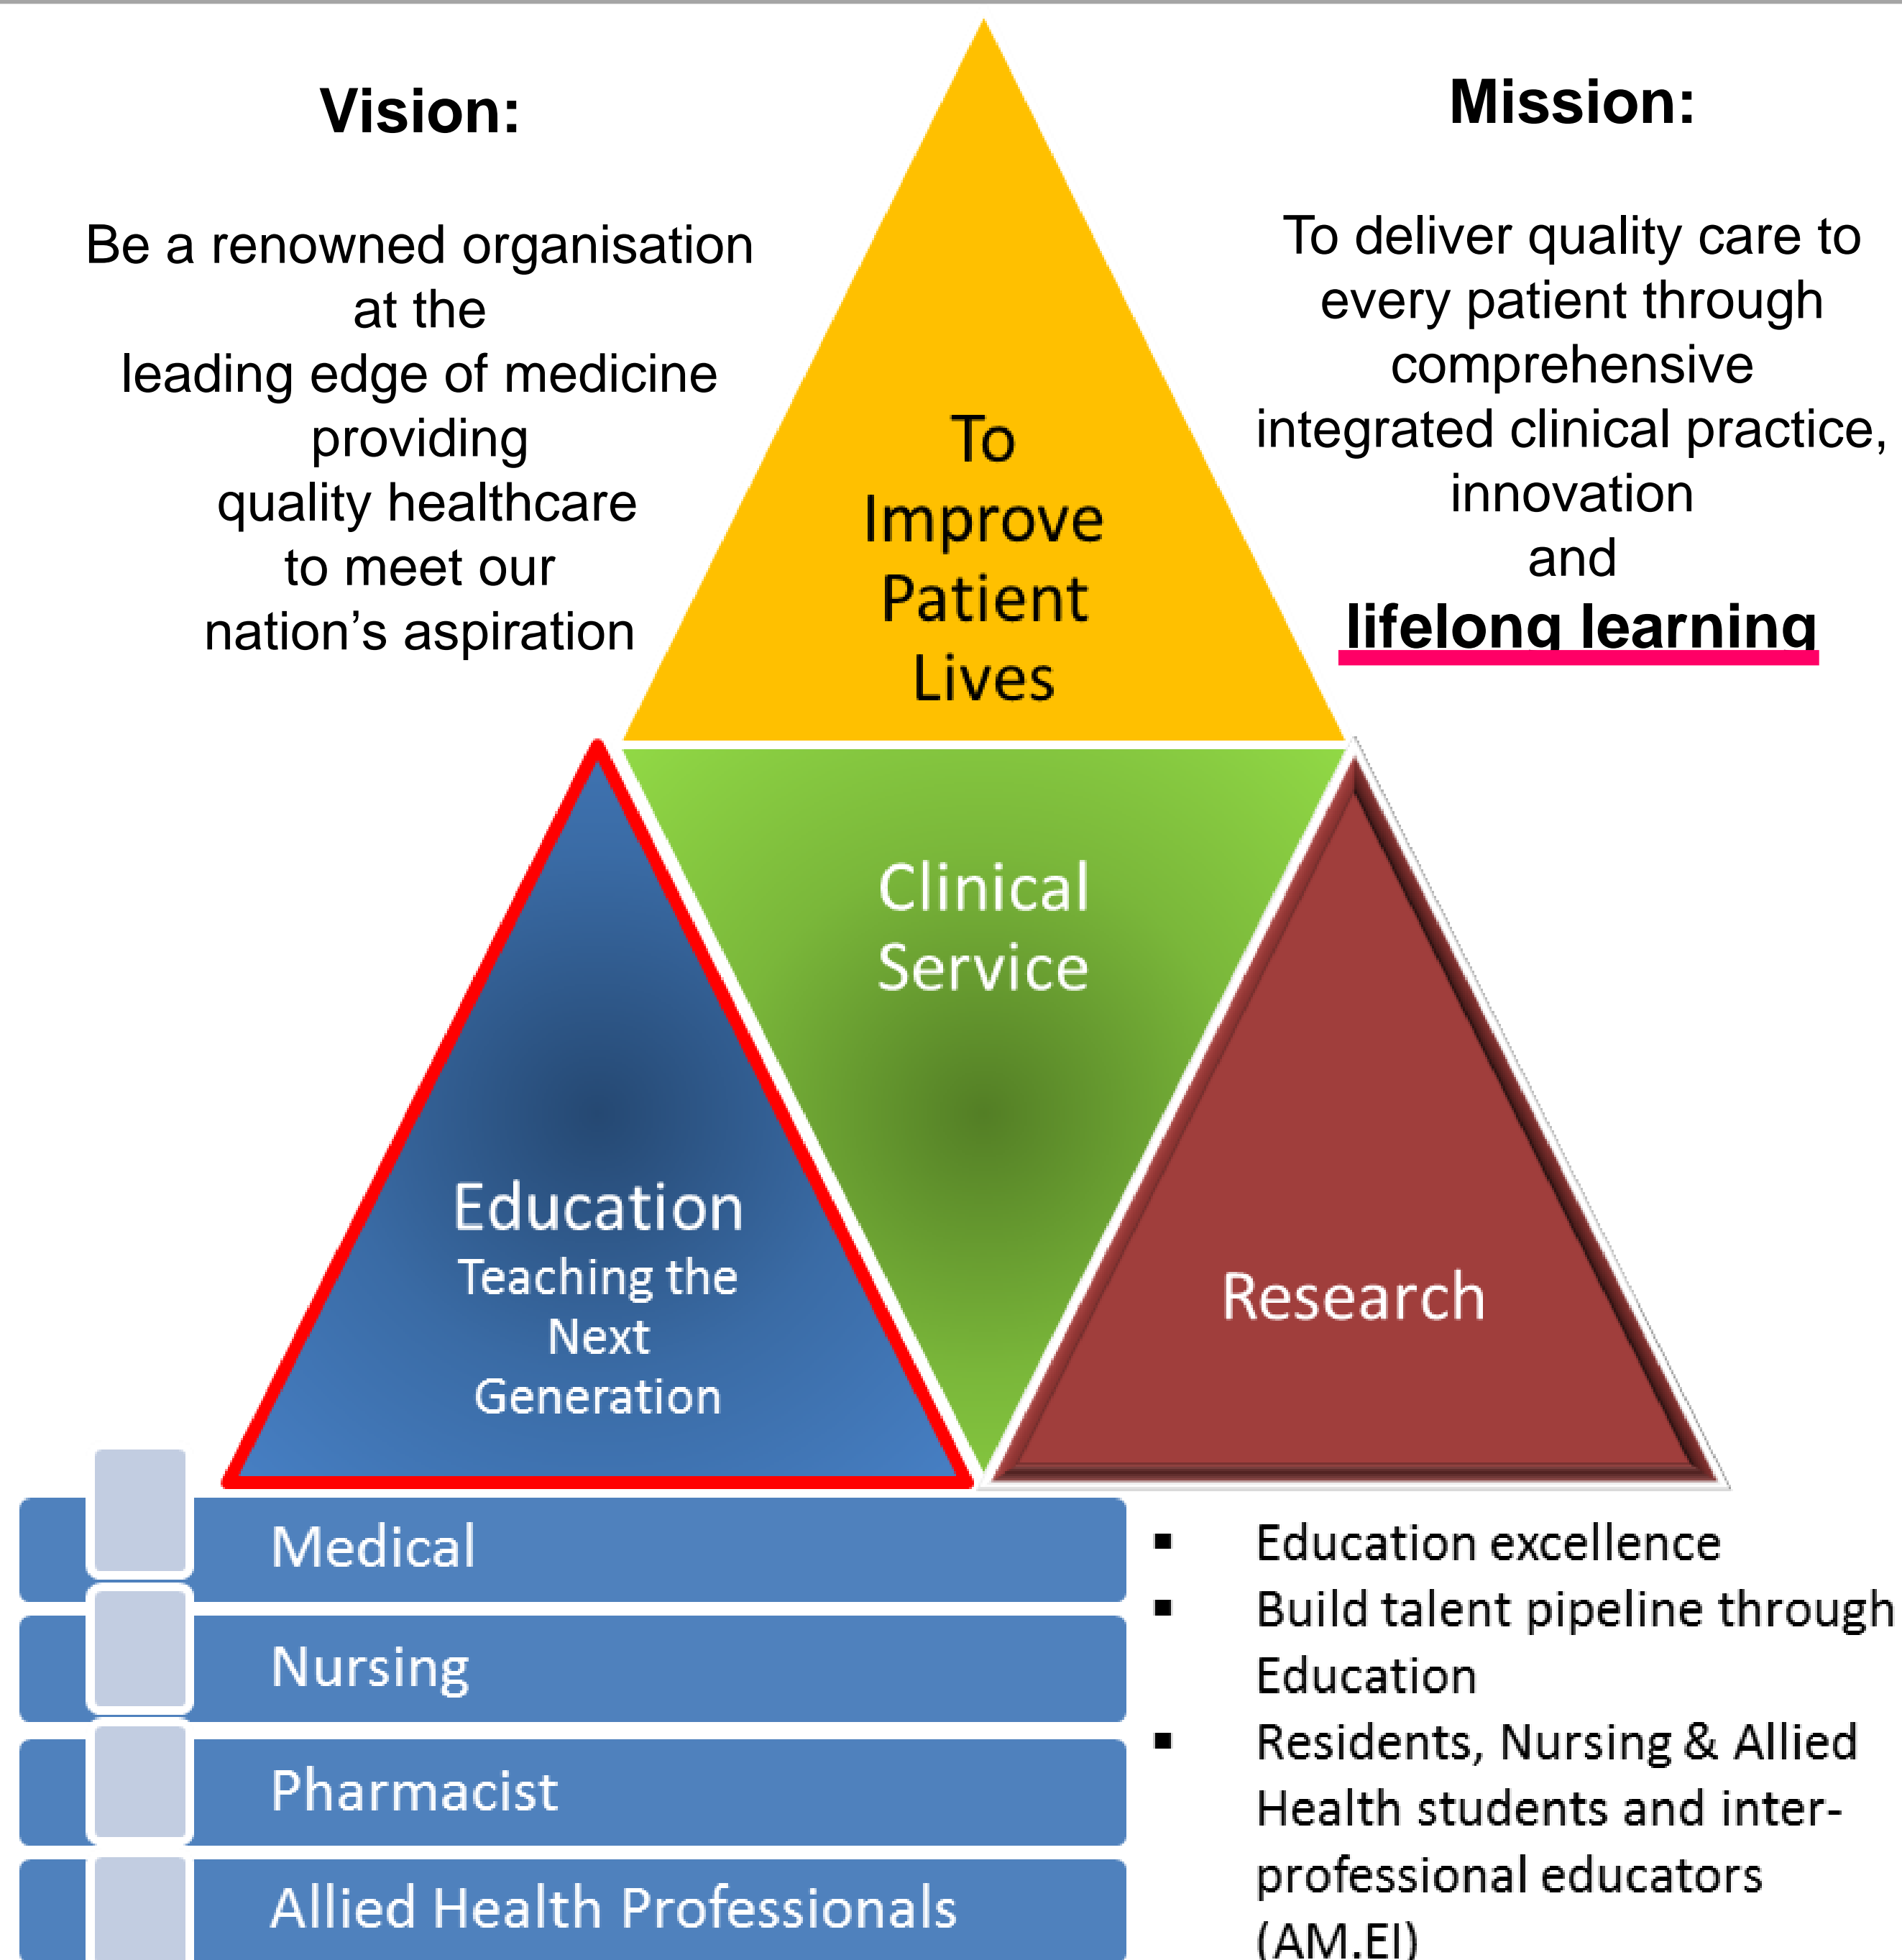 Vision:
Be a renowned organisation
at the
leading edge of medicine
providing
quality healthcare
to meet our
nation’s aspiration
Mission:
To deliver quality care to
every patient through
comprehensive
integrated clinical practice,
innovation
and
lifelong learning
To
Improve
Patient
Lives
Clinical
Service
Education
Teaching the
Next
Generation
Research
Medical
Nursing
Pharmacist
Allied Health Professionals
▪ Education excellence
▪ Build talent pipeline through
Education
▪ Residents, Nursing & Allied
Health students and inter-
professional educators
(AM.EI)